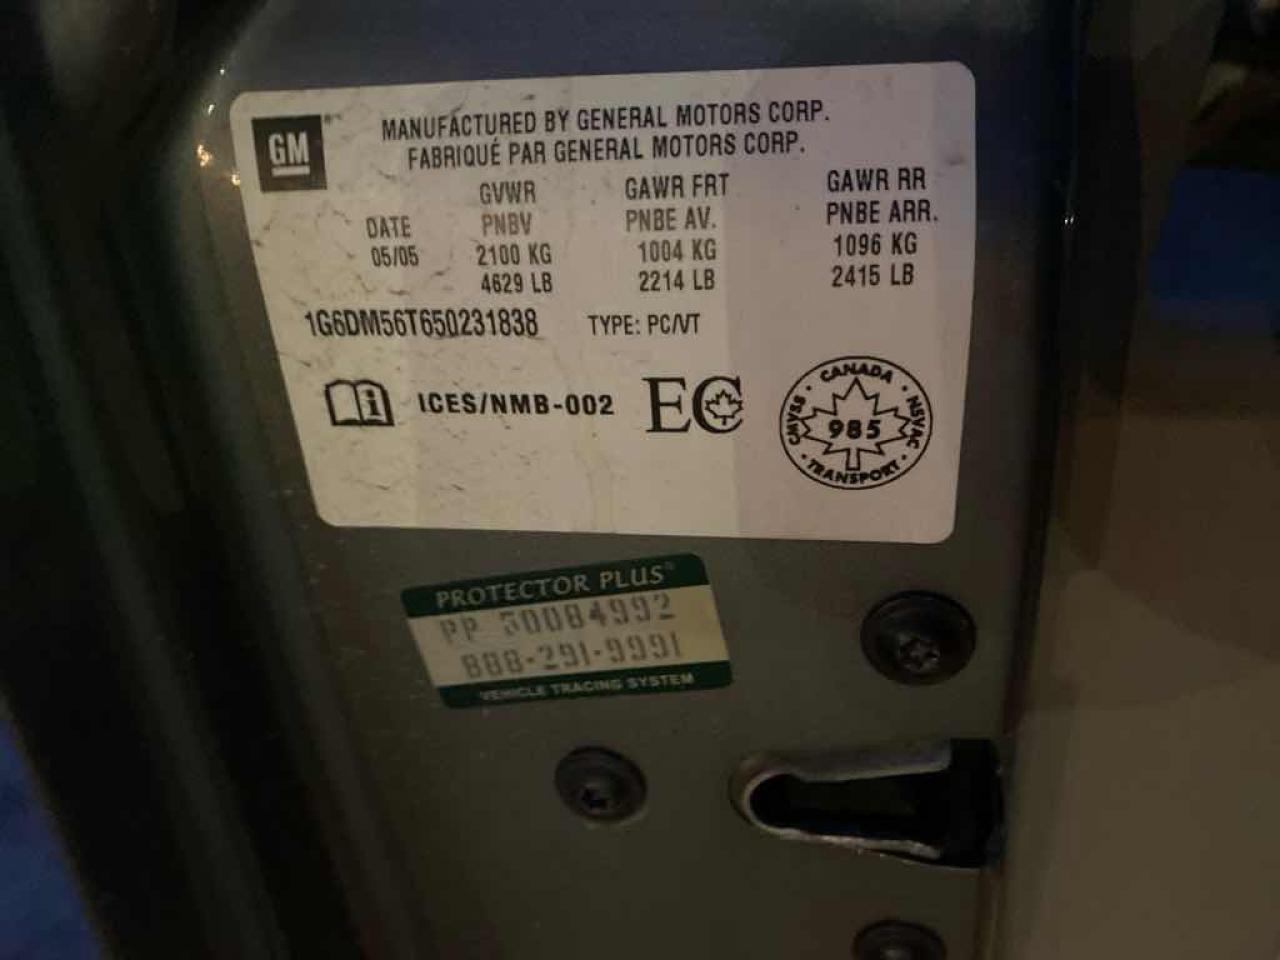 GM
MANUFACTURED BY GENERAL MOTORS CORP.
FABRIQUÉ PAR GENERAL MOTORS CORP.
GVWR GAWR FRT GAWR RR
DATE PNBV PNBE AV. PNBE ARR.
05/05 2100 KG 1004 KG 1096 KG
4629 LB 2214 LB 2415 LB
1G6DM56T650231838 TYPE: PC/VT
ICES/NMB-002 EC
CANADA
CMVSS 985 NSVAC
TRANSPORT
PROTECTOR PLUS®
PP 50084992
888-291-9991
VEHICLE TRACING SYSTEM